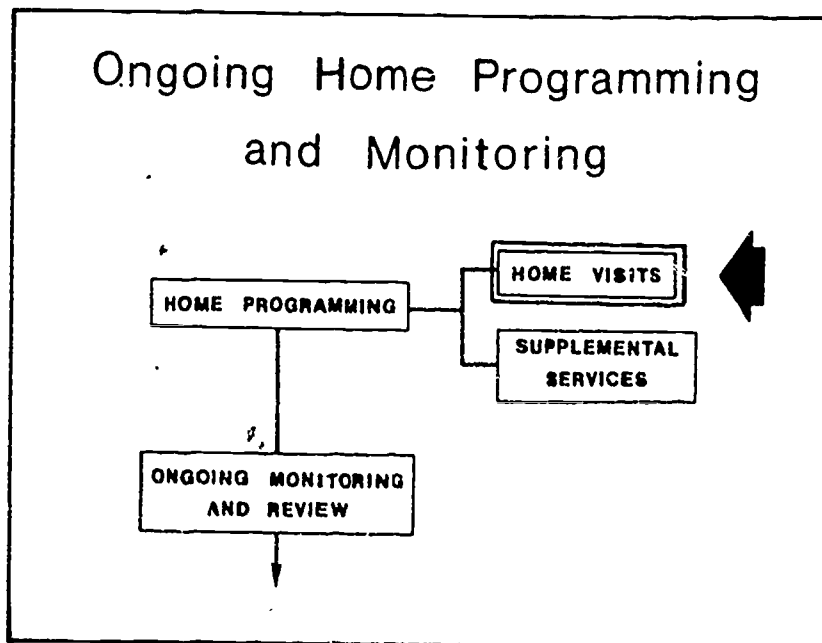 Ongoing Home Programming
and Monitoring
HOME VISITS
HOME PROGRAMMING
SUPPLEMENTAL
SERVICES
ONGOING MONITORING
AND REVIEW